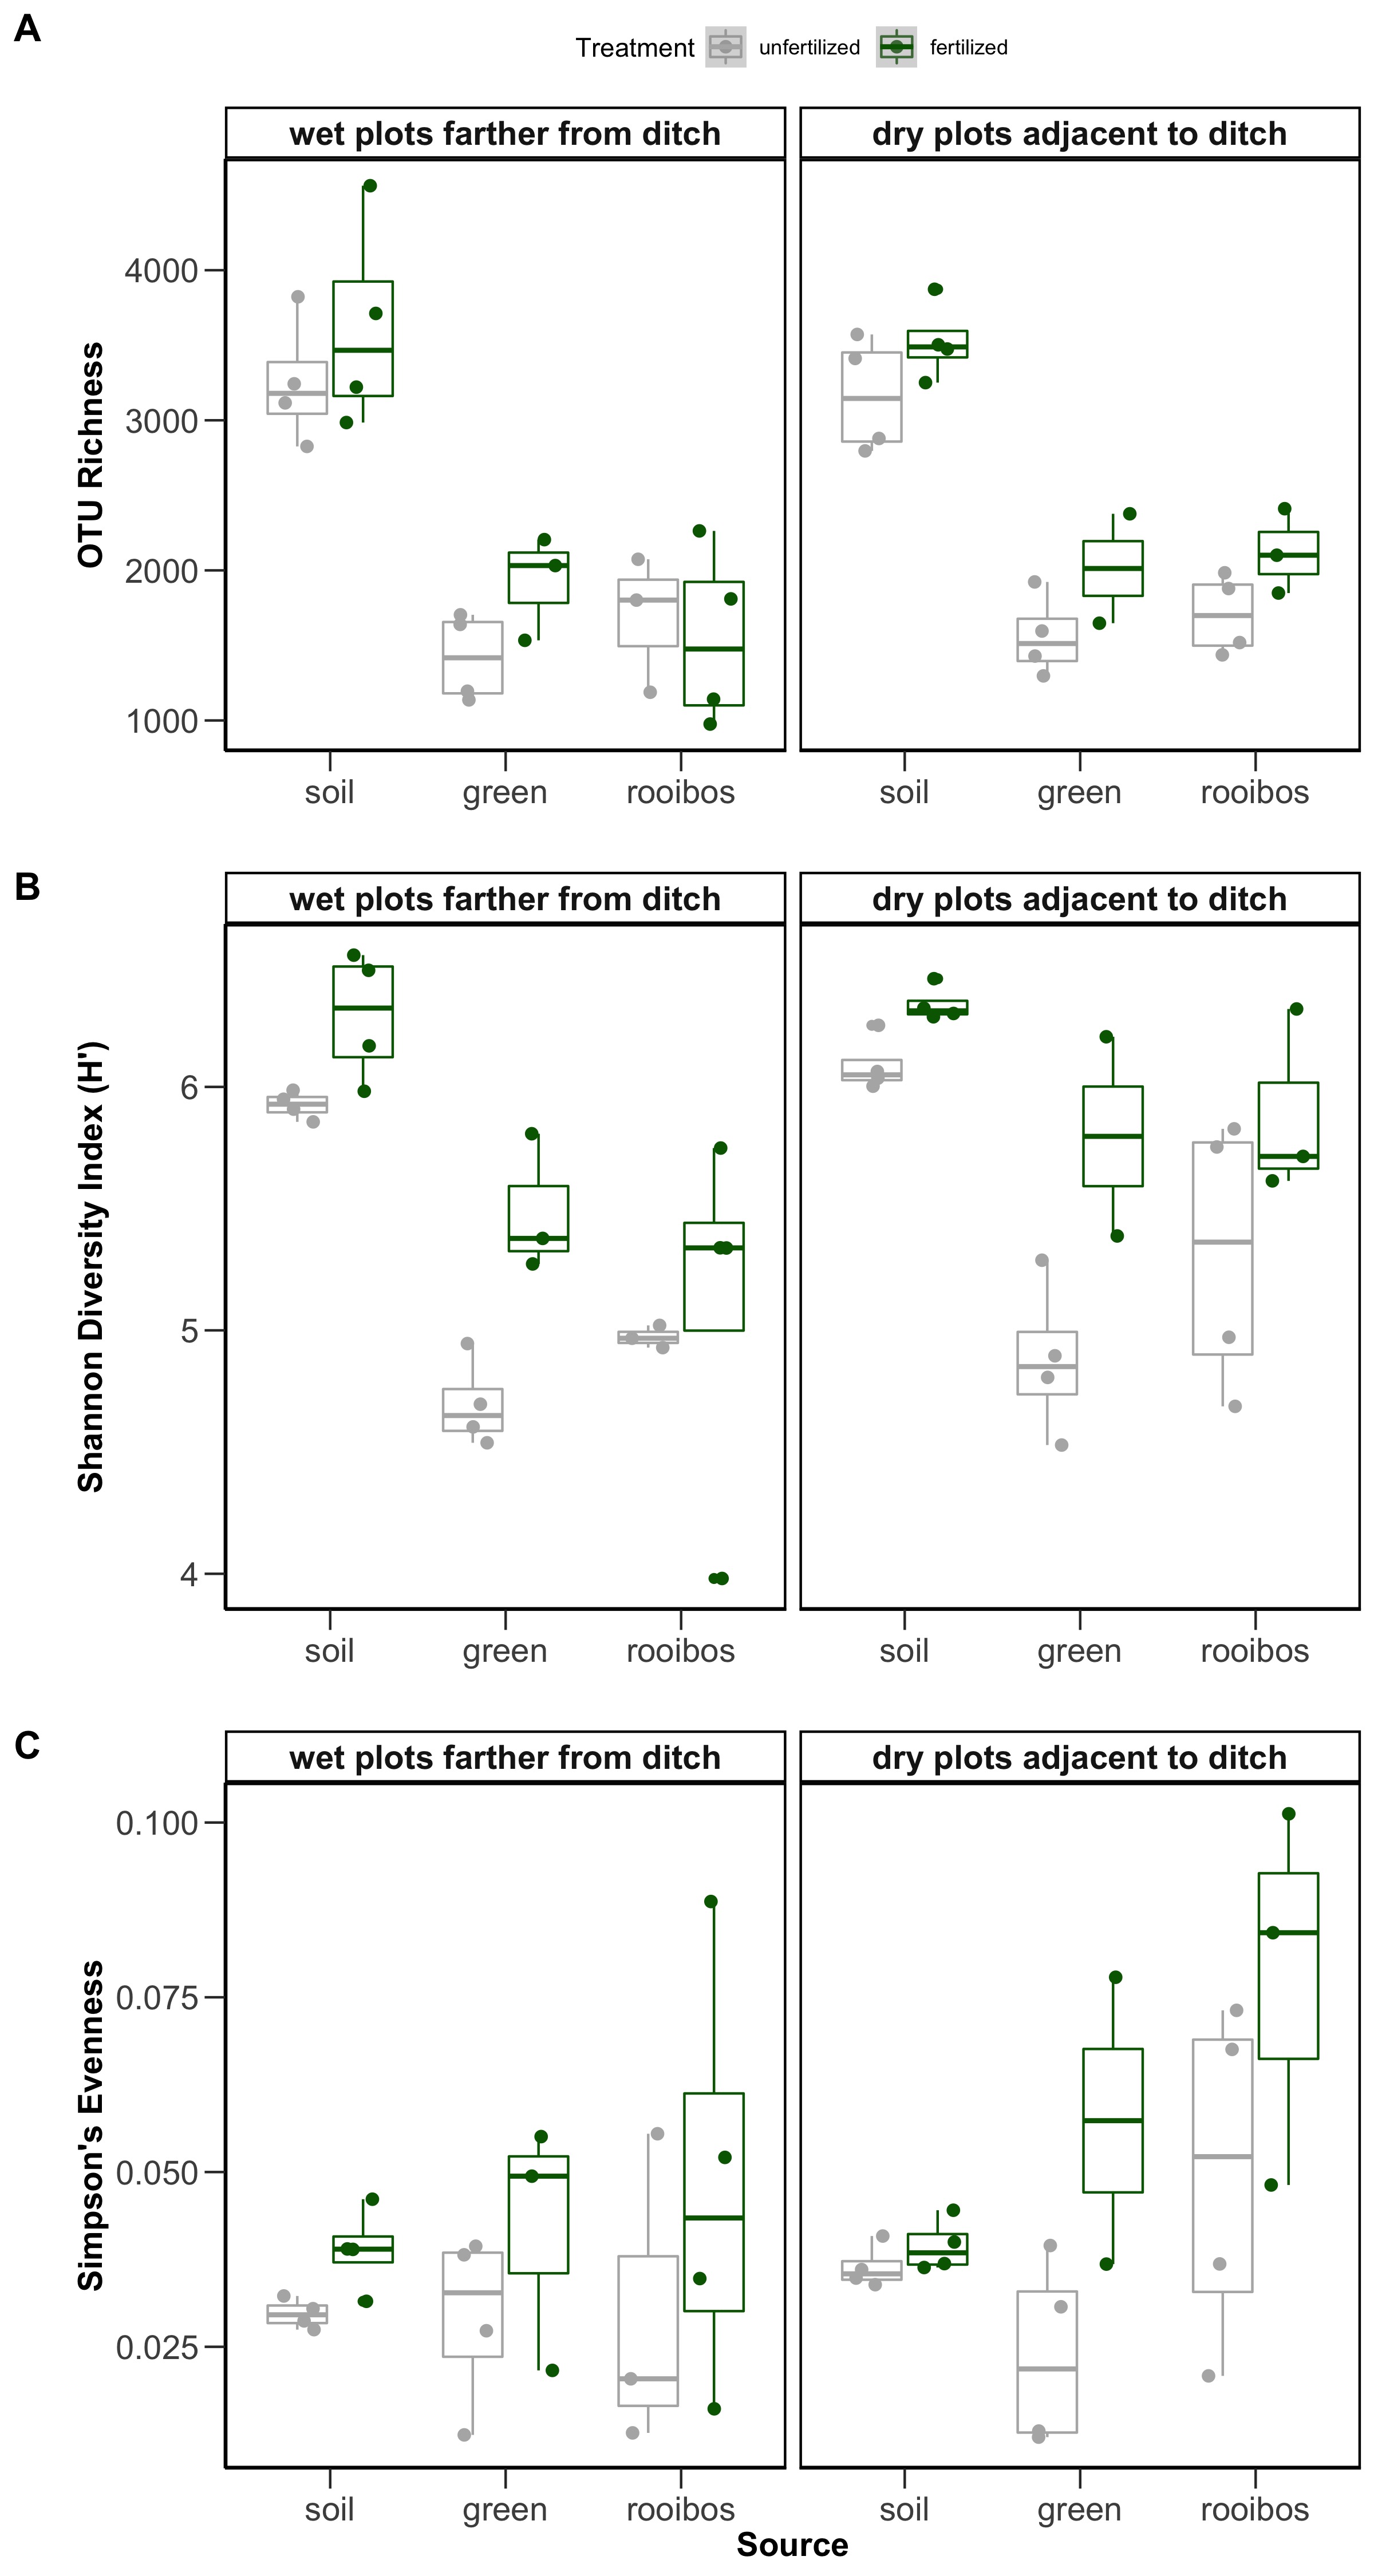 A
Treatment unfertilized fertilized
wet plots farther from ditch dry plots adjacent to ditch
OTU Richness
4000
3000
2000
1000
soil green rooibos soil green rooibos
B
wet plots farther from ditch dry plots adjacent to ditch
Shannon Diversity Index (H')
6
5
4
soil green rooibos soil green rooibos
C
wet plots farther from ditch dry plots adjacent to ditch
Simpson's Evenness
0.100
0.075
0.050
0.025
soil green rooibos soil green rooibos
Source